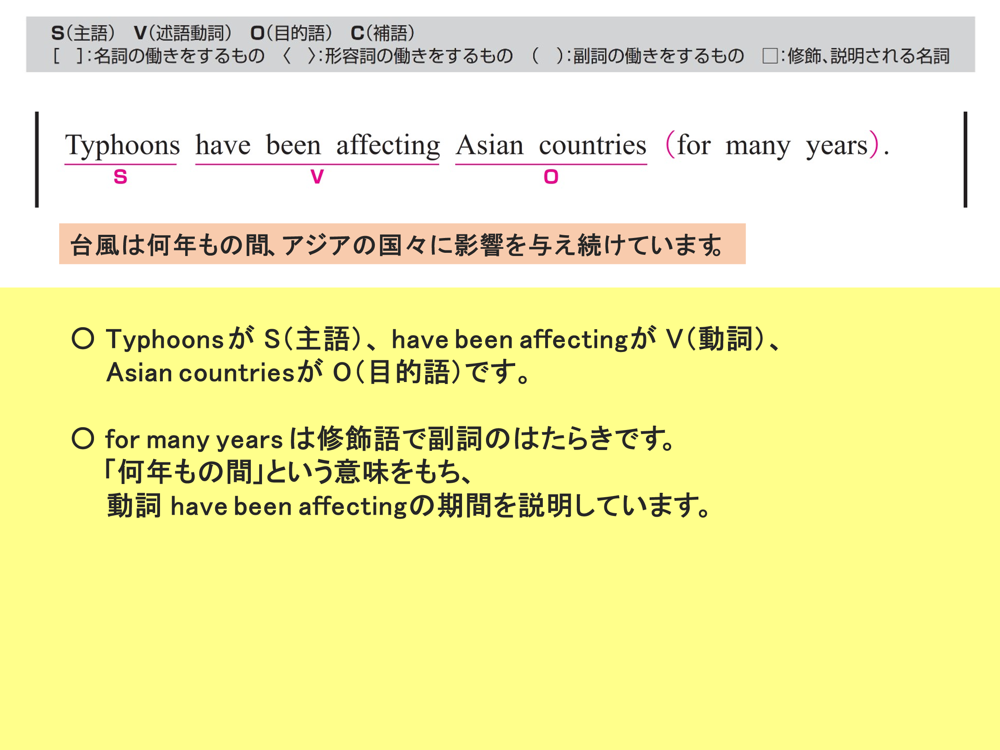 S（主語） V（述語動詞） O（目的語） C（補語）
［ ］：名詞の働きをするもの 〈 〉：形容詞の働きをするもの （ ）：副詞の働きをするもの □：修飾、説明される名詞
Typhoons have been affecting Asian countries (for many years).
S V O
台風は何年もの間、アジアの国々に影響を与え続けています。
○ Typhoonsが S（主語）、have been affectingが V（動詞）、
Asian countriesが O（目的語）です。
○ for many years は修飾語で副詞のはたらきです。
「何年もの間」という意味をもち、
動詞 have been affectingの期間を説明しています。